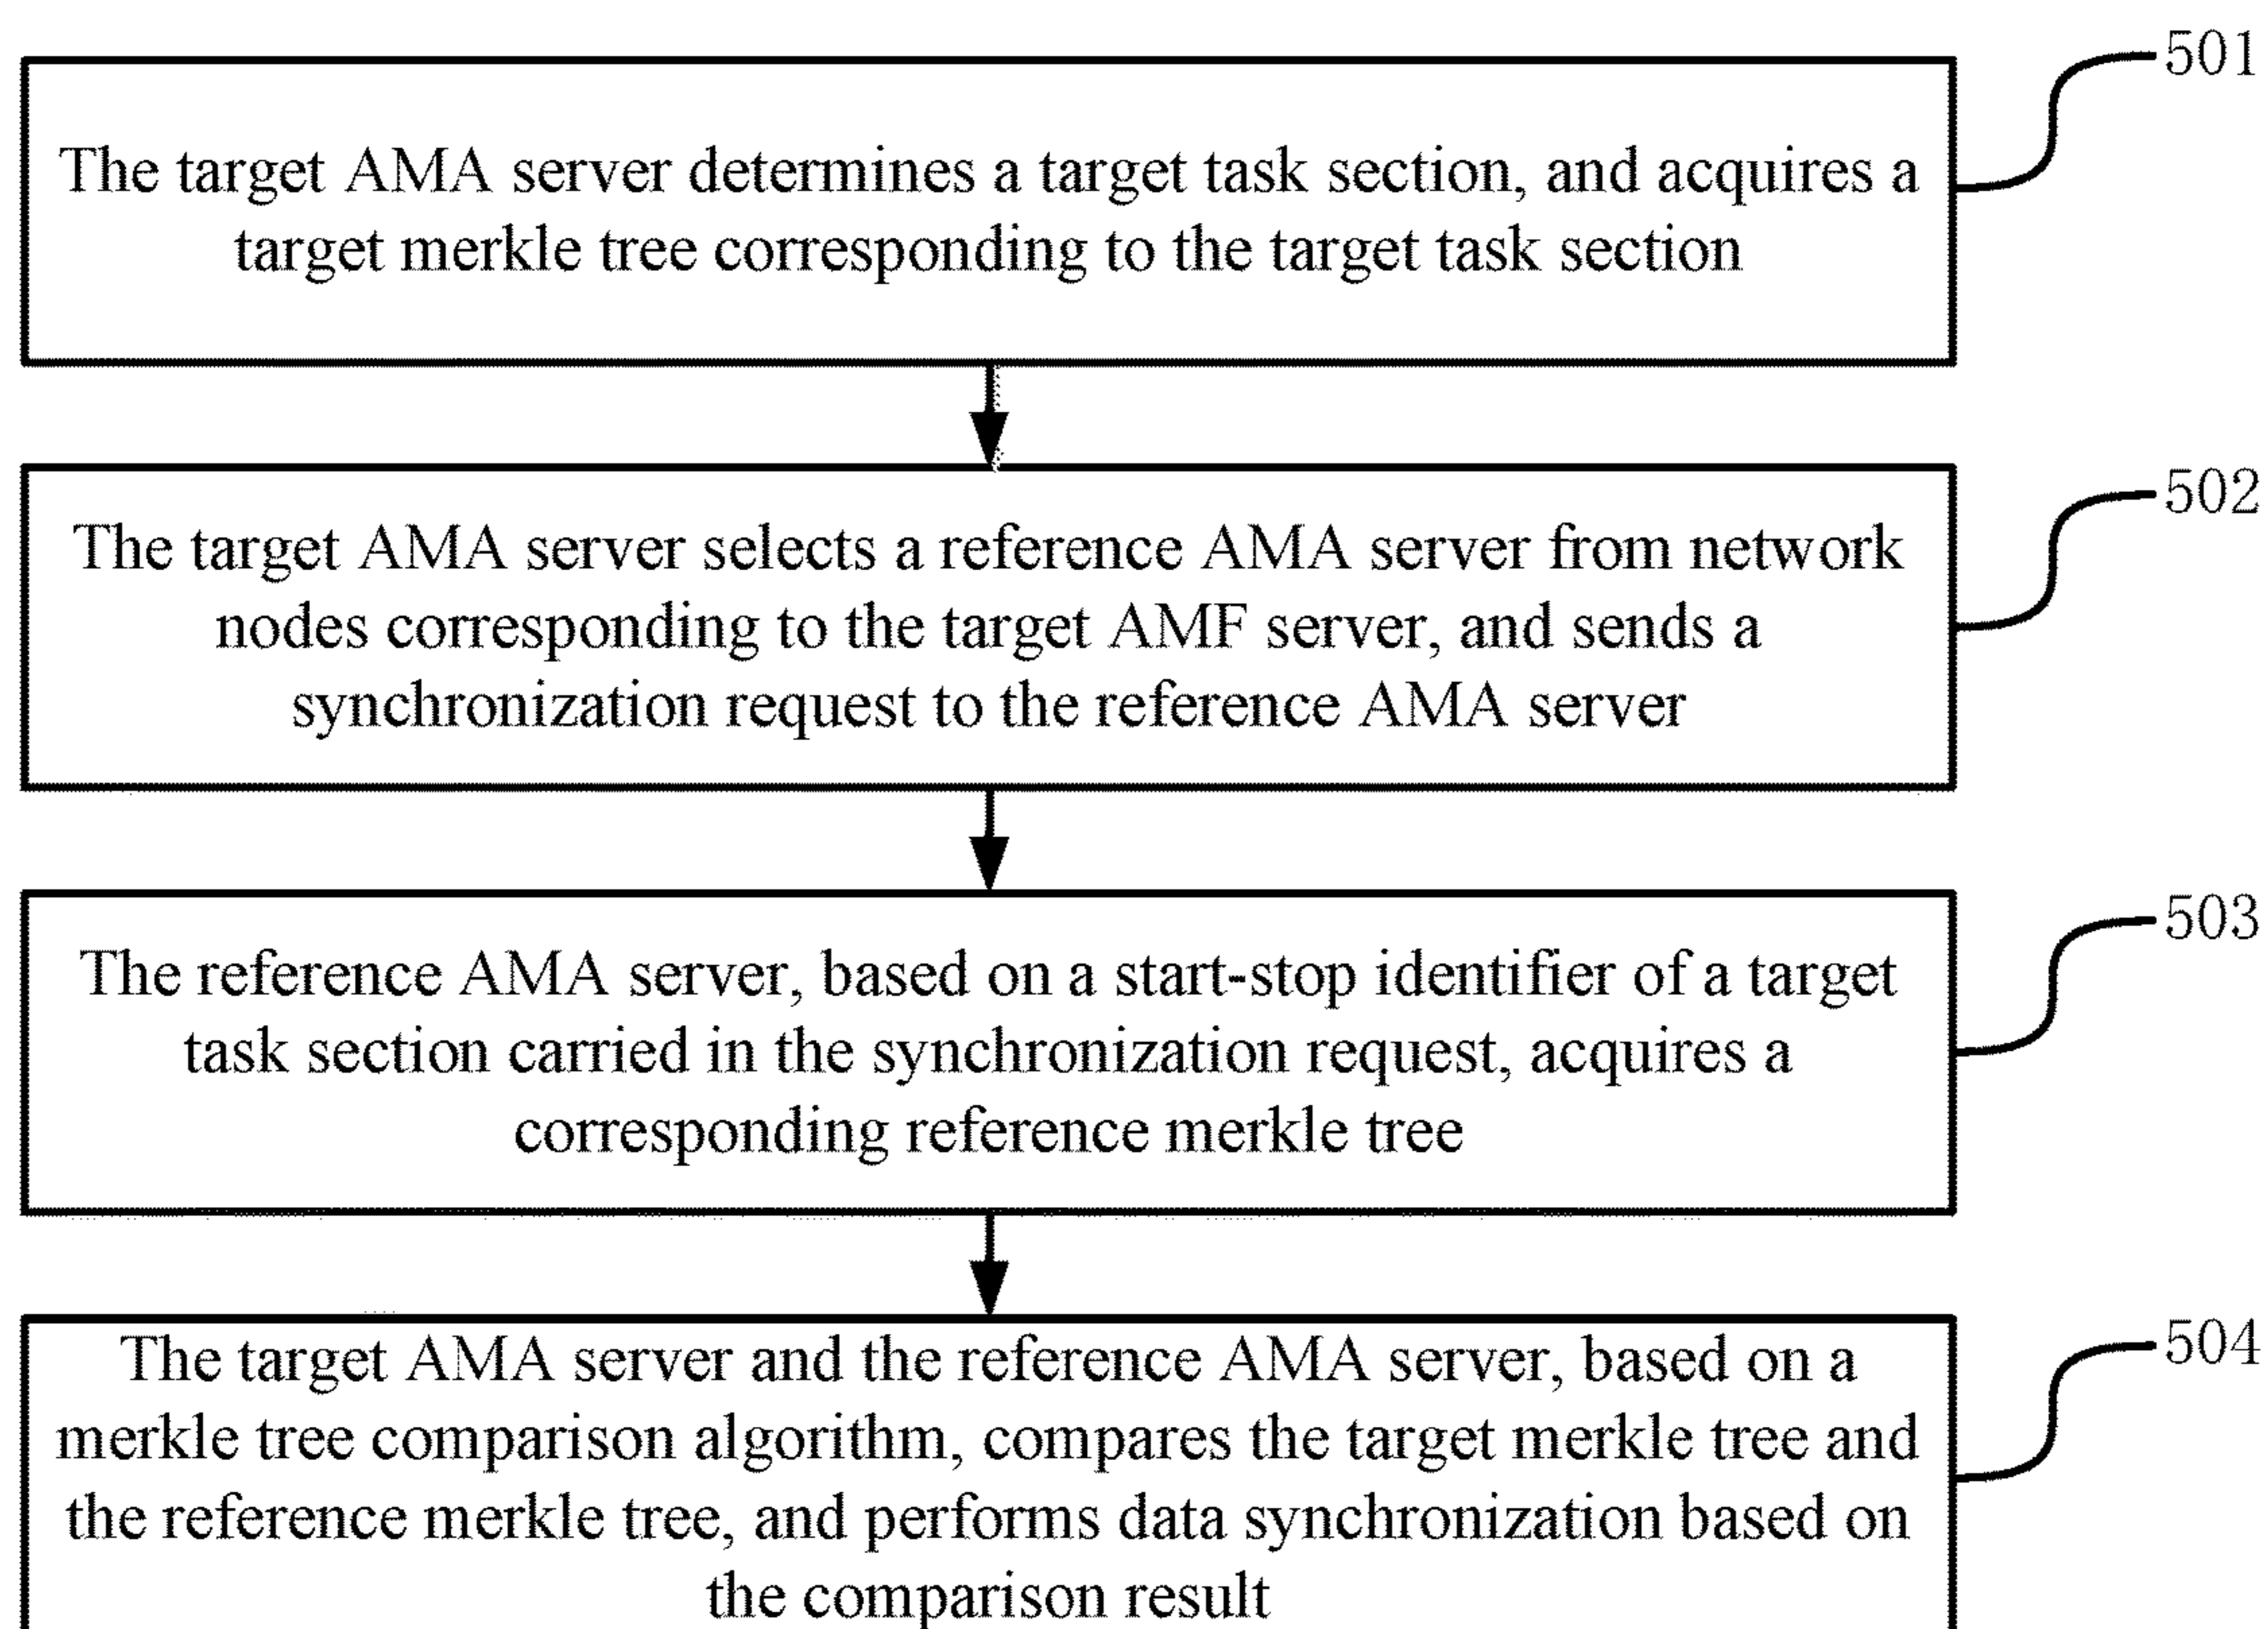 501
The target AMA server determines a target task section, and acquires a
target merkle tree corresponding to the target task section
502
The target AMA server selects a reference AMA server from network
nodes corresponding to the target AMF server, and sends a
synchronization request to the reference AMA server
503
The reference AMA server, based on a start-stop identifier of a target
task section carried in the synchronization request, acquires a
corresponding reference merkle tree
504
The target AMA server and the reference AMA server, based on a
merkle tree comparison algorithm, compares the target merkle tree and
the reference merkle tree, and performs data synchronization based on
the comparison result